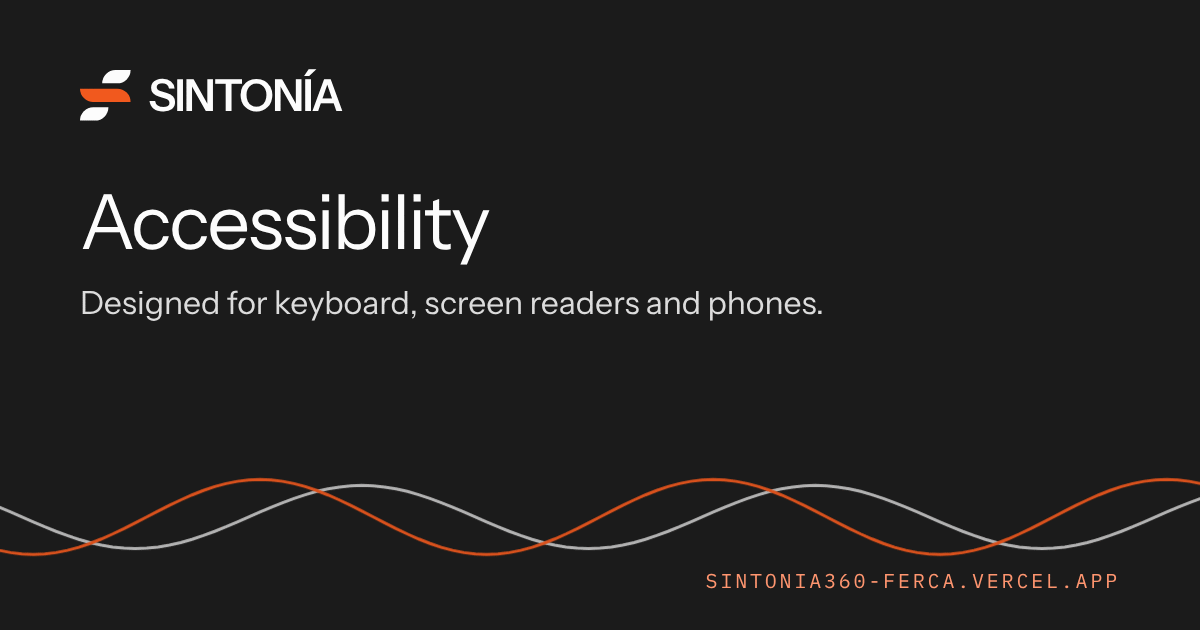 SINTONÍA
Accessibility
Designed for keyboard, screen readers and phones.
SINTONIA360-FERCA.VERCEL.APP